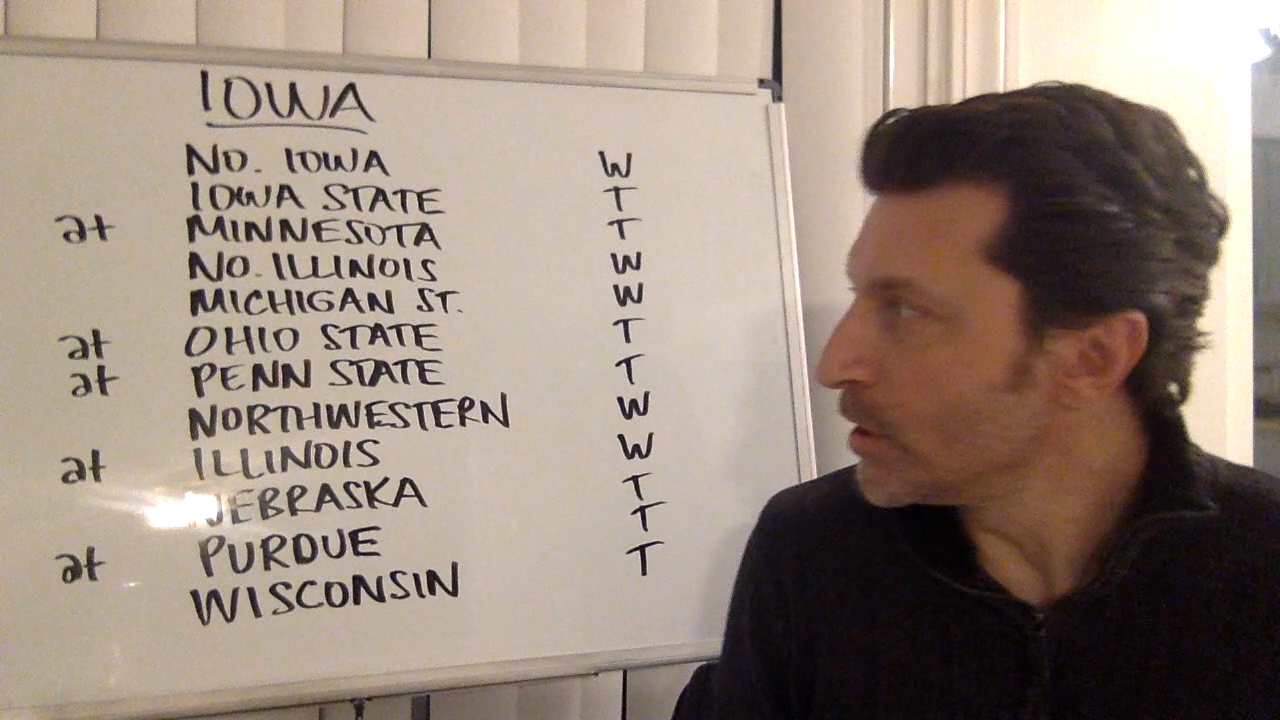 IOWA
NO. IOWA W
IOWA STATE T
at MINNESOTA T
NO. ILLINOIS W
MICHIGAN ST. W
at OHIO STATE T
at PENN STATE T
NORTHWESTERN W
at ILLINOIS W
NEBRASKA T
at PURDUE T
WISCONSIN T